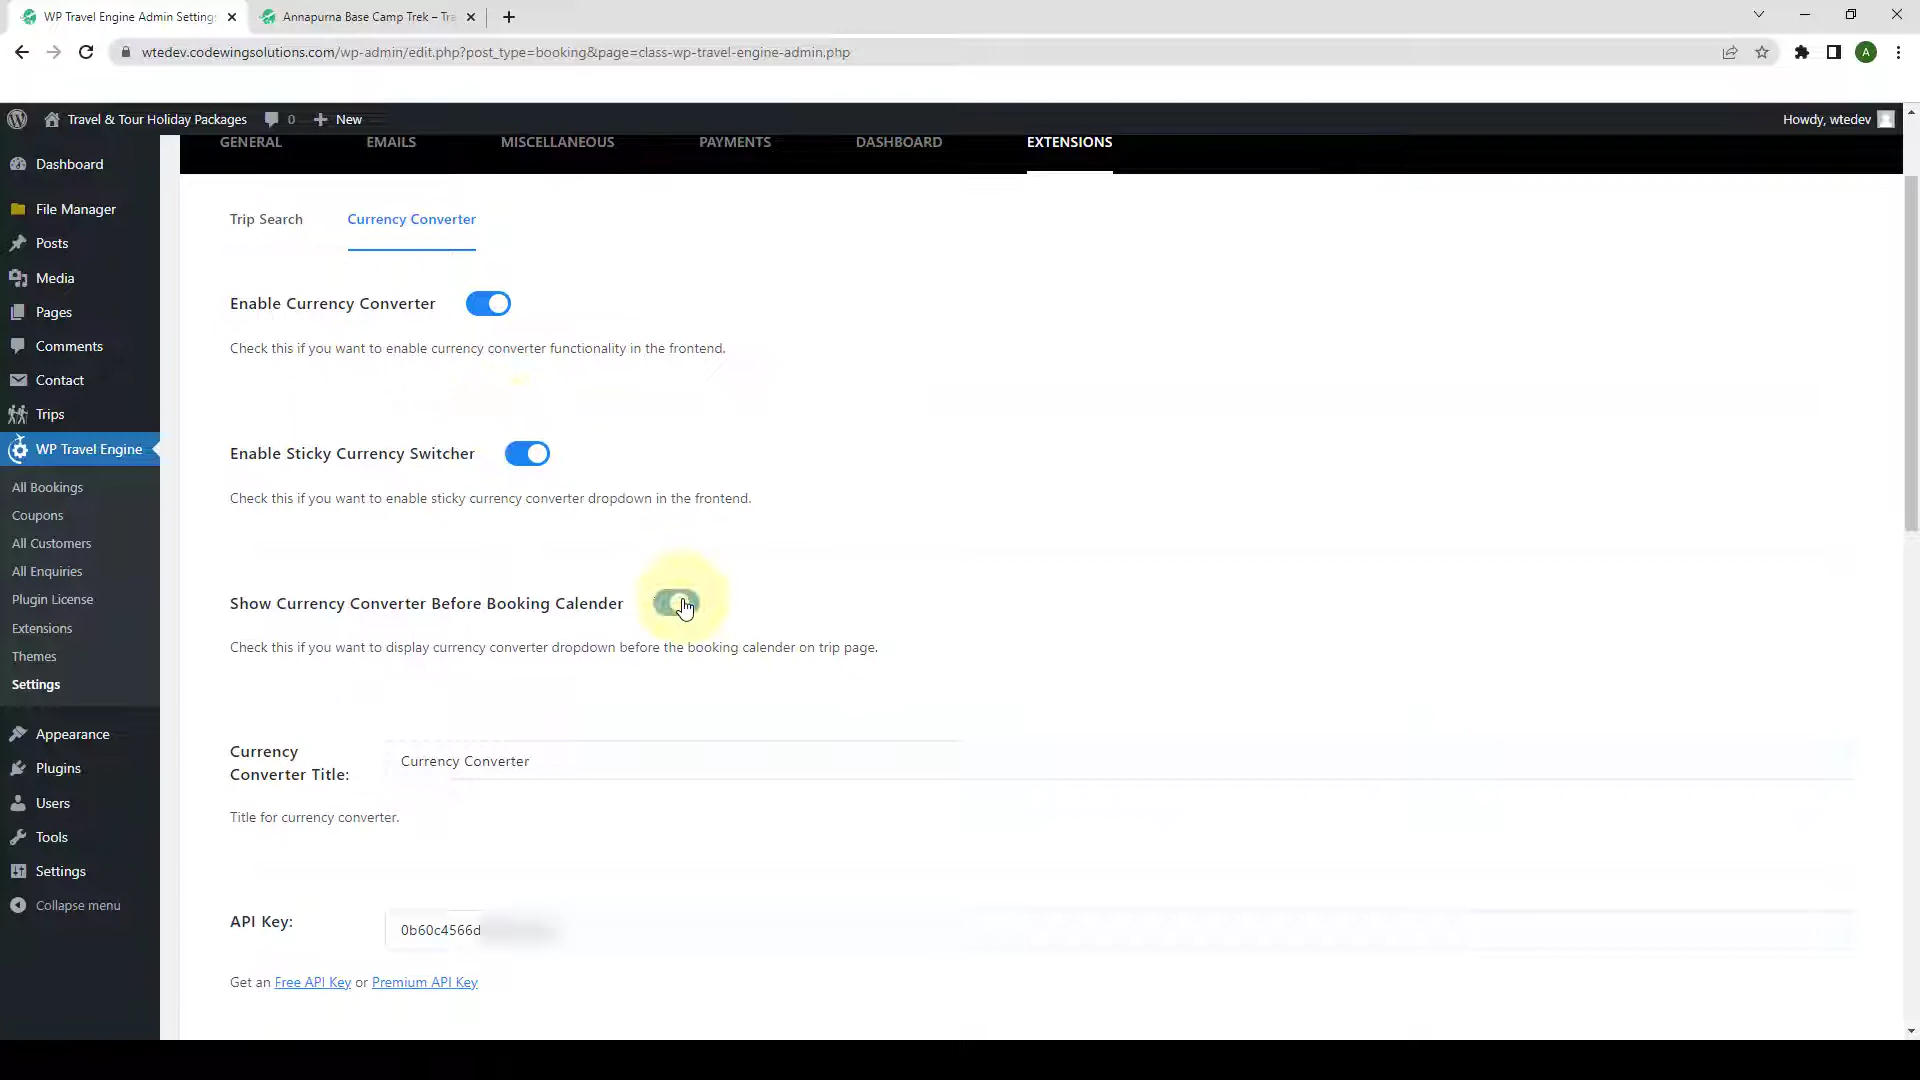 WP Travel Engine Admin Settings
Annapurna Base Camp Trek – Tra
wtedev.codewingsolutions.com/wp-admin/edit.php?post_type=booking&page=class-wp-travel-engine-admin.php
A
Travel & Tour Holiday Packages
0
New
Howdy, wtedev
GENERAL
EMAILS
MISCELLANEOUS
PAYMENTS
DASHBOARD
EXTENSIONS
Dashboard
File Manager
Posts
Media
Pages
Comments
Contact
Trips
WP Travel Engine
All Bookings
Coupons
All Customers
All Enquiries
Plugin License
Extensions
Themes
Settings
Appearance
Plugins
Users
Tools
Settings
Collapse menu
Trip Search
Currency Converter
Enable Currency Converter
Check this if you want to enable currency converter functionality in the frontend.
Enable Sticky Currency Switcher
Check this if you want to enable sticky currency converter dropdown in the frontend.
Show Currency Converter Before Booking Calender
Check this if you want to display currency converter dropdown before the booking calender on trip page.
Currency
Converter Title:
Currency Converter
Title for currency converter.
API Key:
0b60c4566d
Get an Free API Key or Premium API Key